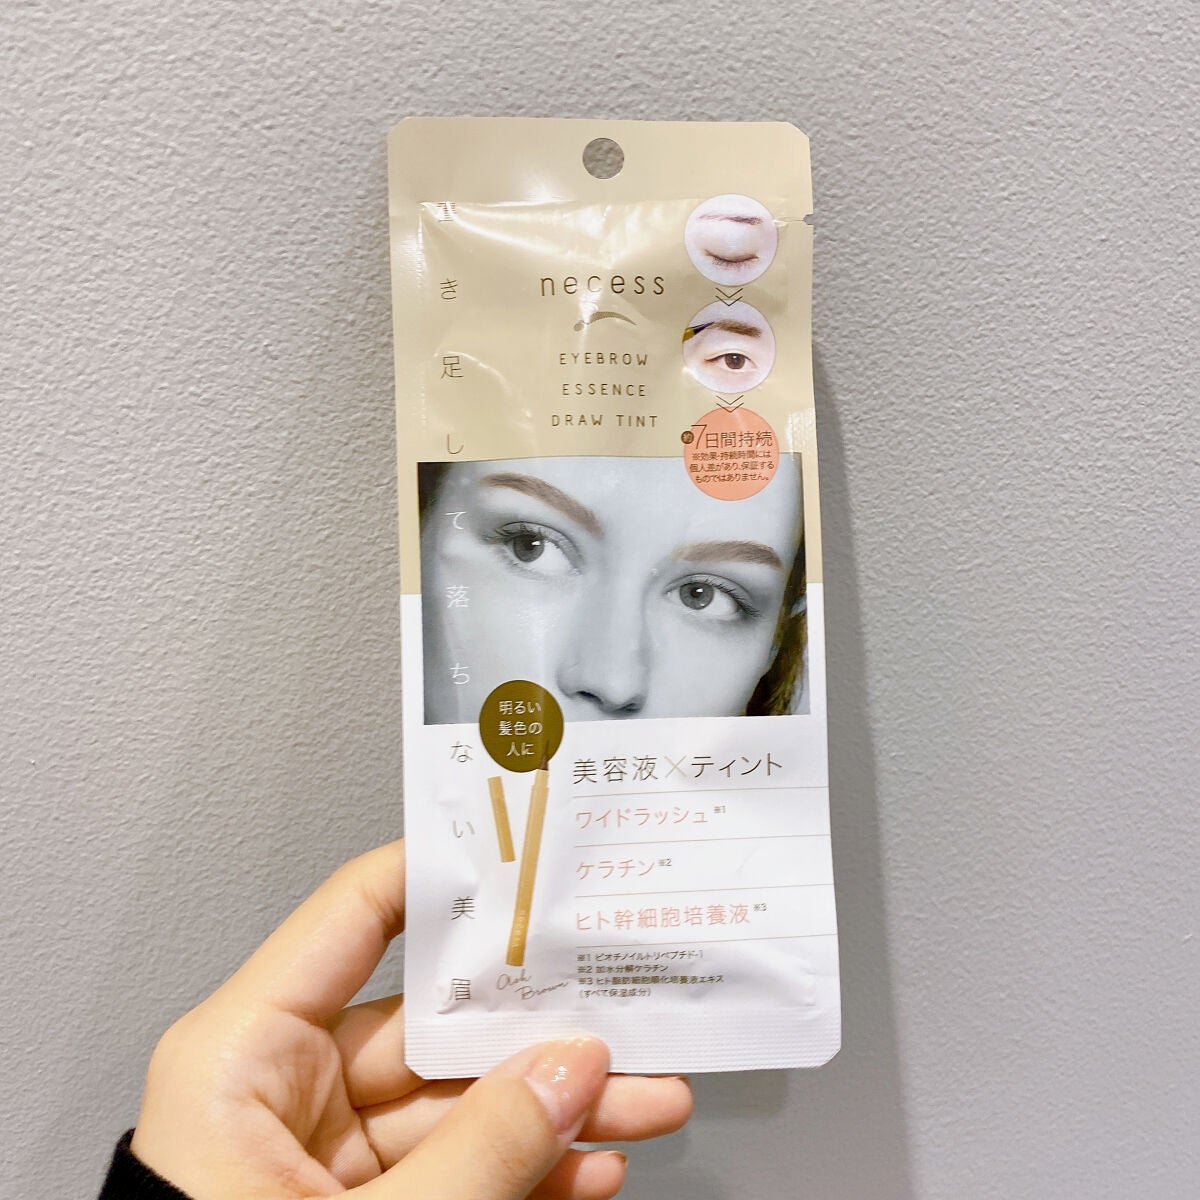 necess
EYEBROW
ESSENCE
DRAW TINT
書き足して落ちない美眉
約7日間持続
※効果・持続時間には
個人差があり、保証する
ものではありません。
明るい
髪色の
人に
美容液×ティント
ワイドラッシュ※1
ケラチン※2
ヒト幹細胞培養液※3
※1 ビオチノイルトリペプチド-1
※2 加水分解ケラチン
※3 ヒト脂肪細胞順化培養液エキス
(すべて保湿成分)
necess
Ash
Brown